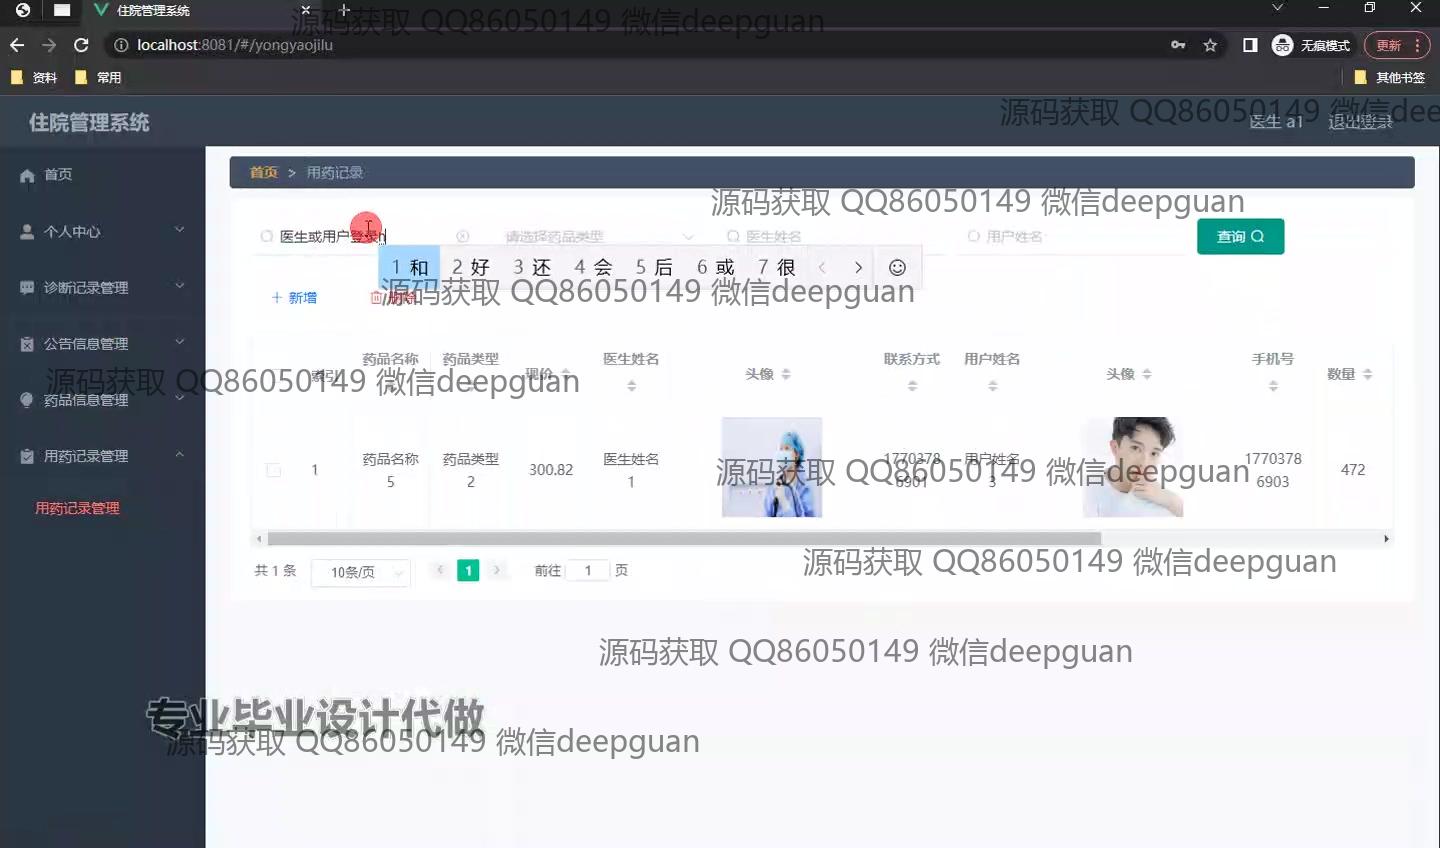 住院管理系统
源码获取 QQ86050149 微信deepguan
localhost:8081/#/yongyaojilu
无痕模式
更新
资料
常用
其他书签
住院管理系统
源码获取 QQ86050149 微信dee
医生 a1
退出登录
首页
个人中心
诊断记录管理
公告信息管理
药品信息管理
用药记录管理
用药记录管理
首页 > 用药记录
源码获取 QQ86050149 微信deepguan
医生或用户登录h
请选择药品类型
医生姓名
用户姓名
查询
1 和 2 好 3 还 4 会 5 后 6 或 7 很
+ 新增
删除
源码获取 QQ86050149 微信deepguan
索引
药品名称
药品类型
现价
医生姓名
头像
联系方式
用户姓名
头像
手机号
数量
源码获取 QQ86050149 微信deepguan
1
药品名称5
药品类型2
300.82
医生姓名1
17703786901
用户姓名3
17703786903
472
源码获取 QQ86050149 微信deepguan
共 1 条
10条/页
1
前往 1 页
源码获取 QQ86050149 微信deepguan
源码获取 QQ86050149 微信deepguan
专业毕业设计代做
源码获取 QQ86050149 微信deepguan